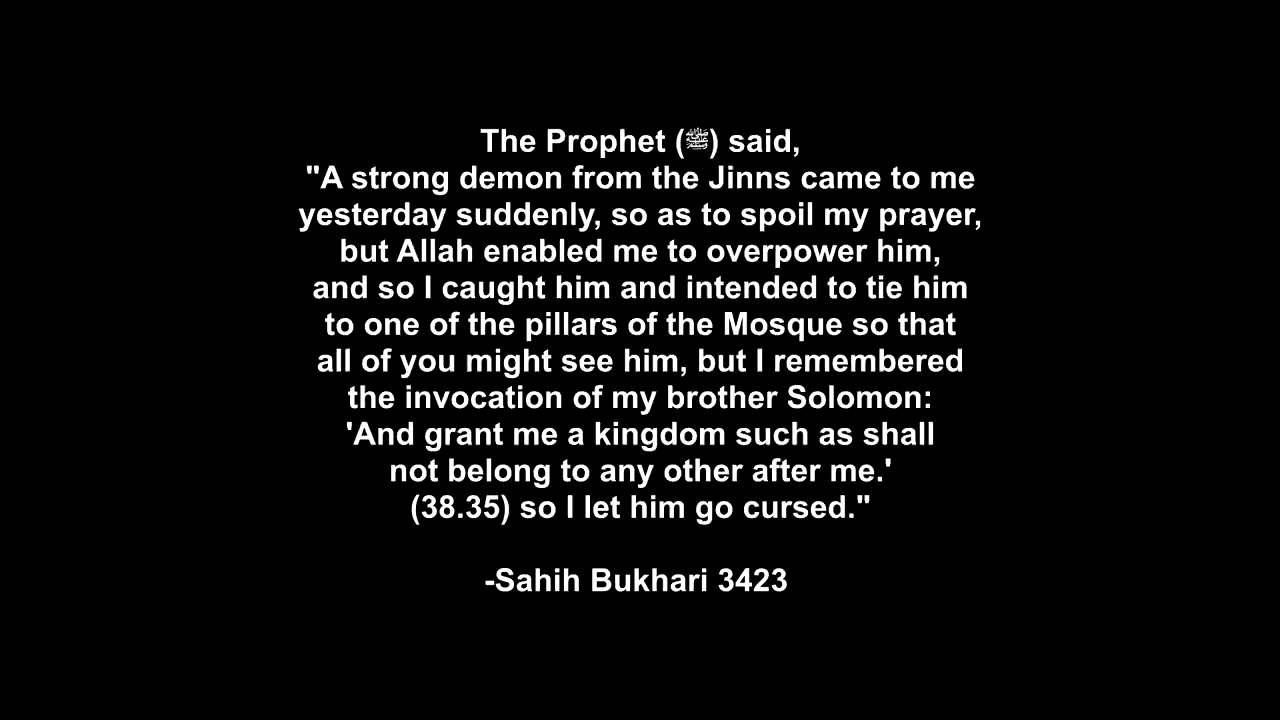 The Prophet (ﷺ) said,
"A strong demon from the Jinns came to me
yesterday suddenly, so as to spoil my prayer,
but Allah enabled me to overpower him,
and so I caught him and intended to tie him
to one of the pillars of the Mosque so that
all of you might see him, but I remembered
the invocation of my brother Solomon:
'And grant me a kingdom such as shall
not belong to any other after me.'
(38.35) so I let him go cursed."
-Sahih Bukhari 3423